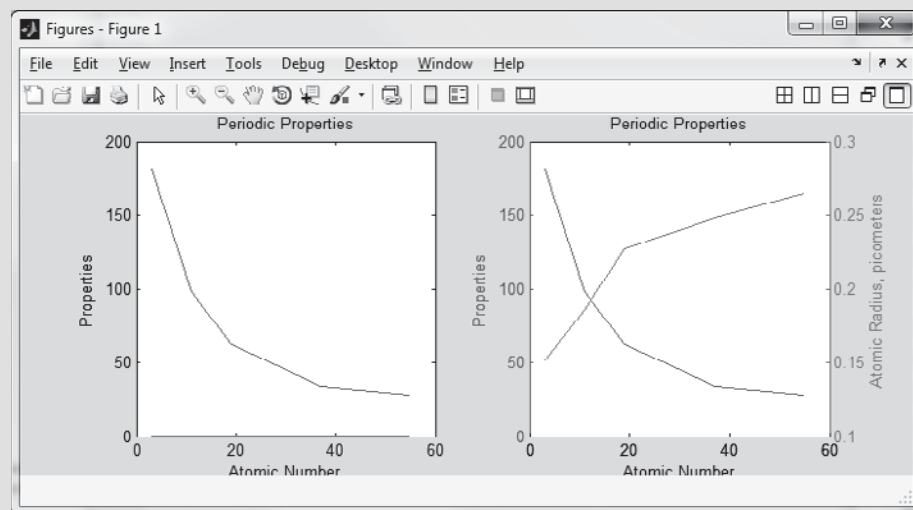 Figures - Figure 1
File Edit View Insert Tools Debug Desktop Window Help
Periodic Properties
200
150
100
50
0
Properties
0 20 40 60
Atomic Number
Periodic Properties
200
150
100
50
0
Properties
0.3
0.25
0.2
0.15
0.1
Atomic Radius, picometers
0 20 40 60
Atomic Number